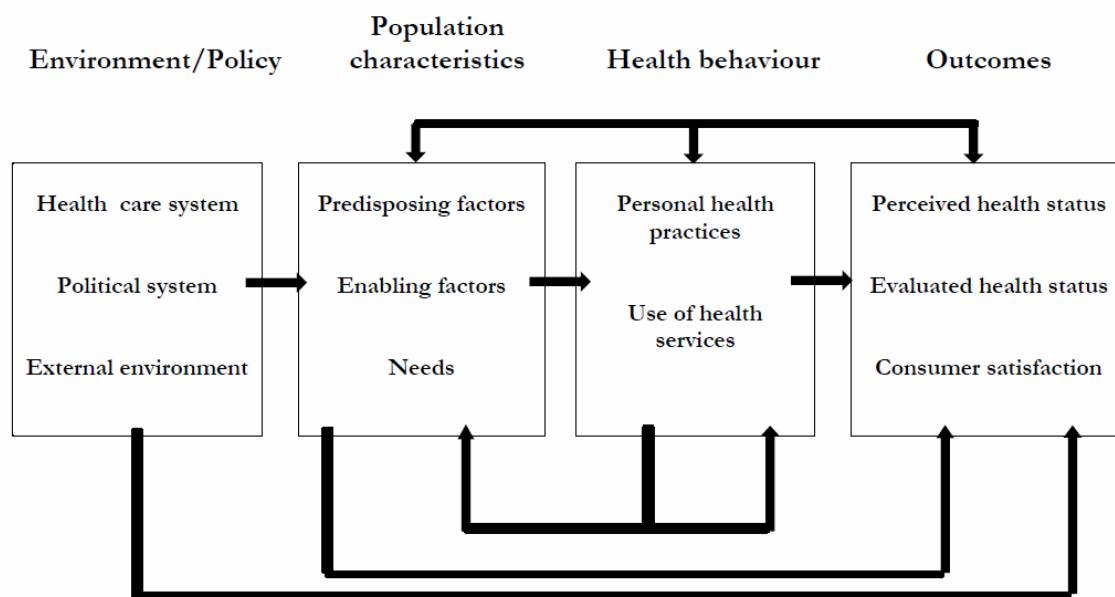 Environment/Policy
Population
characteristics
Health behaviour
Outcomes
Health care system
Political system
External environment
Predisposing factors
Enabling factors
Needs
Personal health
practices
Use of health
services
Perceived health status
Evaluated health status
Consumer satisfaction